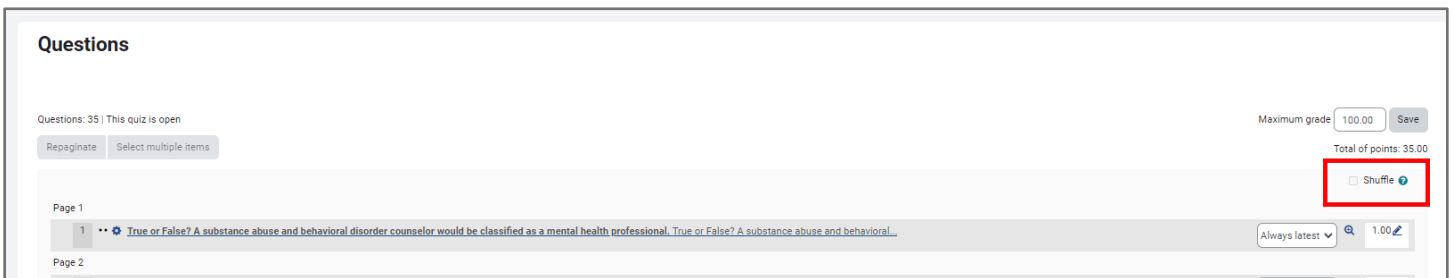 Questions
Questions: 35 | This quiz is open
Maximum grade 100.00 Save
Repaginate Select multiple items
Total of points: 35.00
Shuffle
Page 1
1 True or False? A substance abuse and behavioral disorder counselor would be classified as a mental health professional. True or False? A substance abuse and behavioral... Always latest 1.00
Page 2